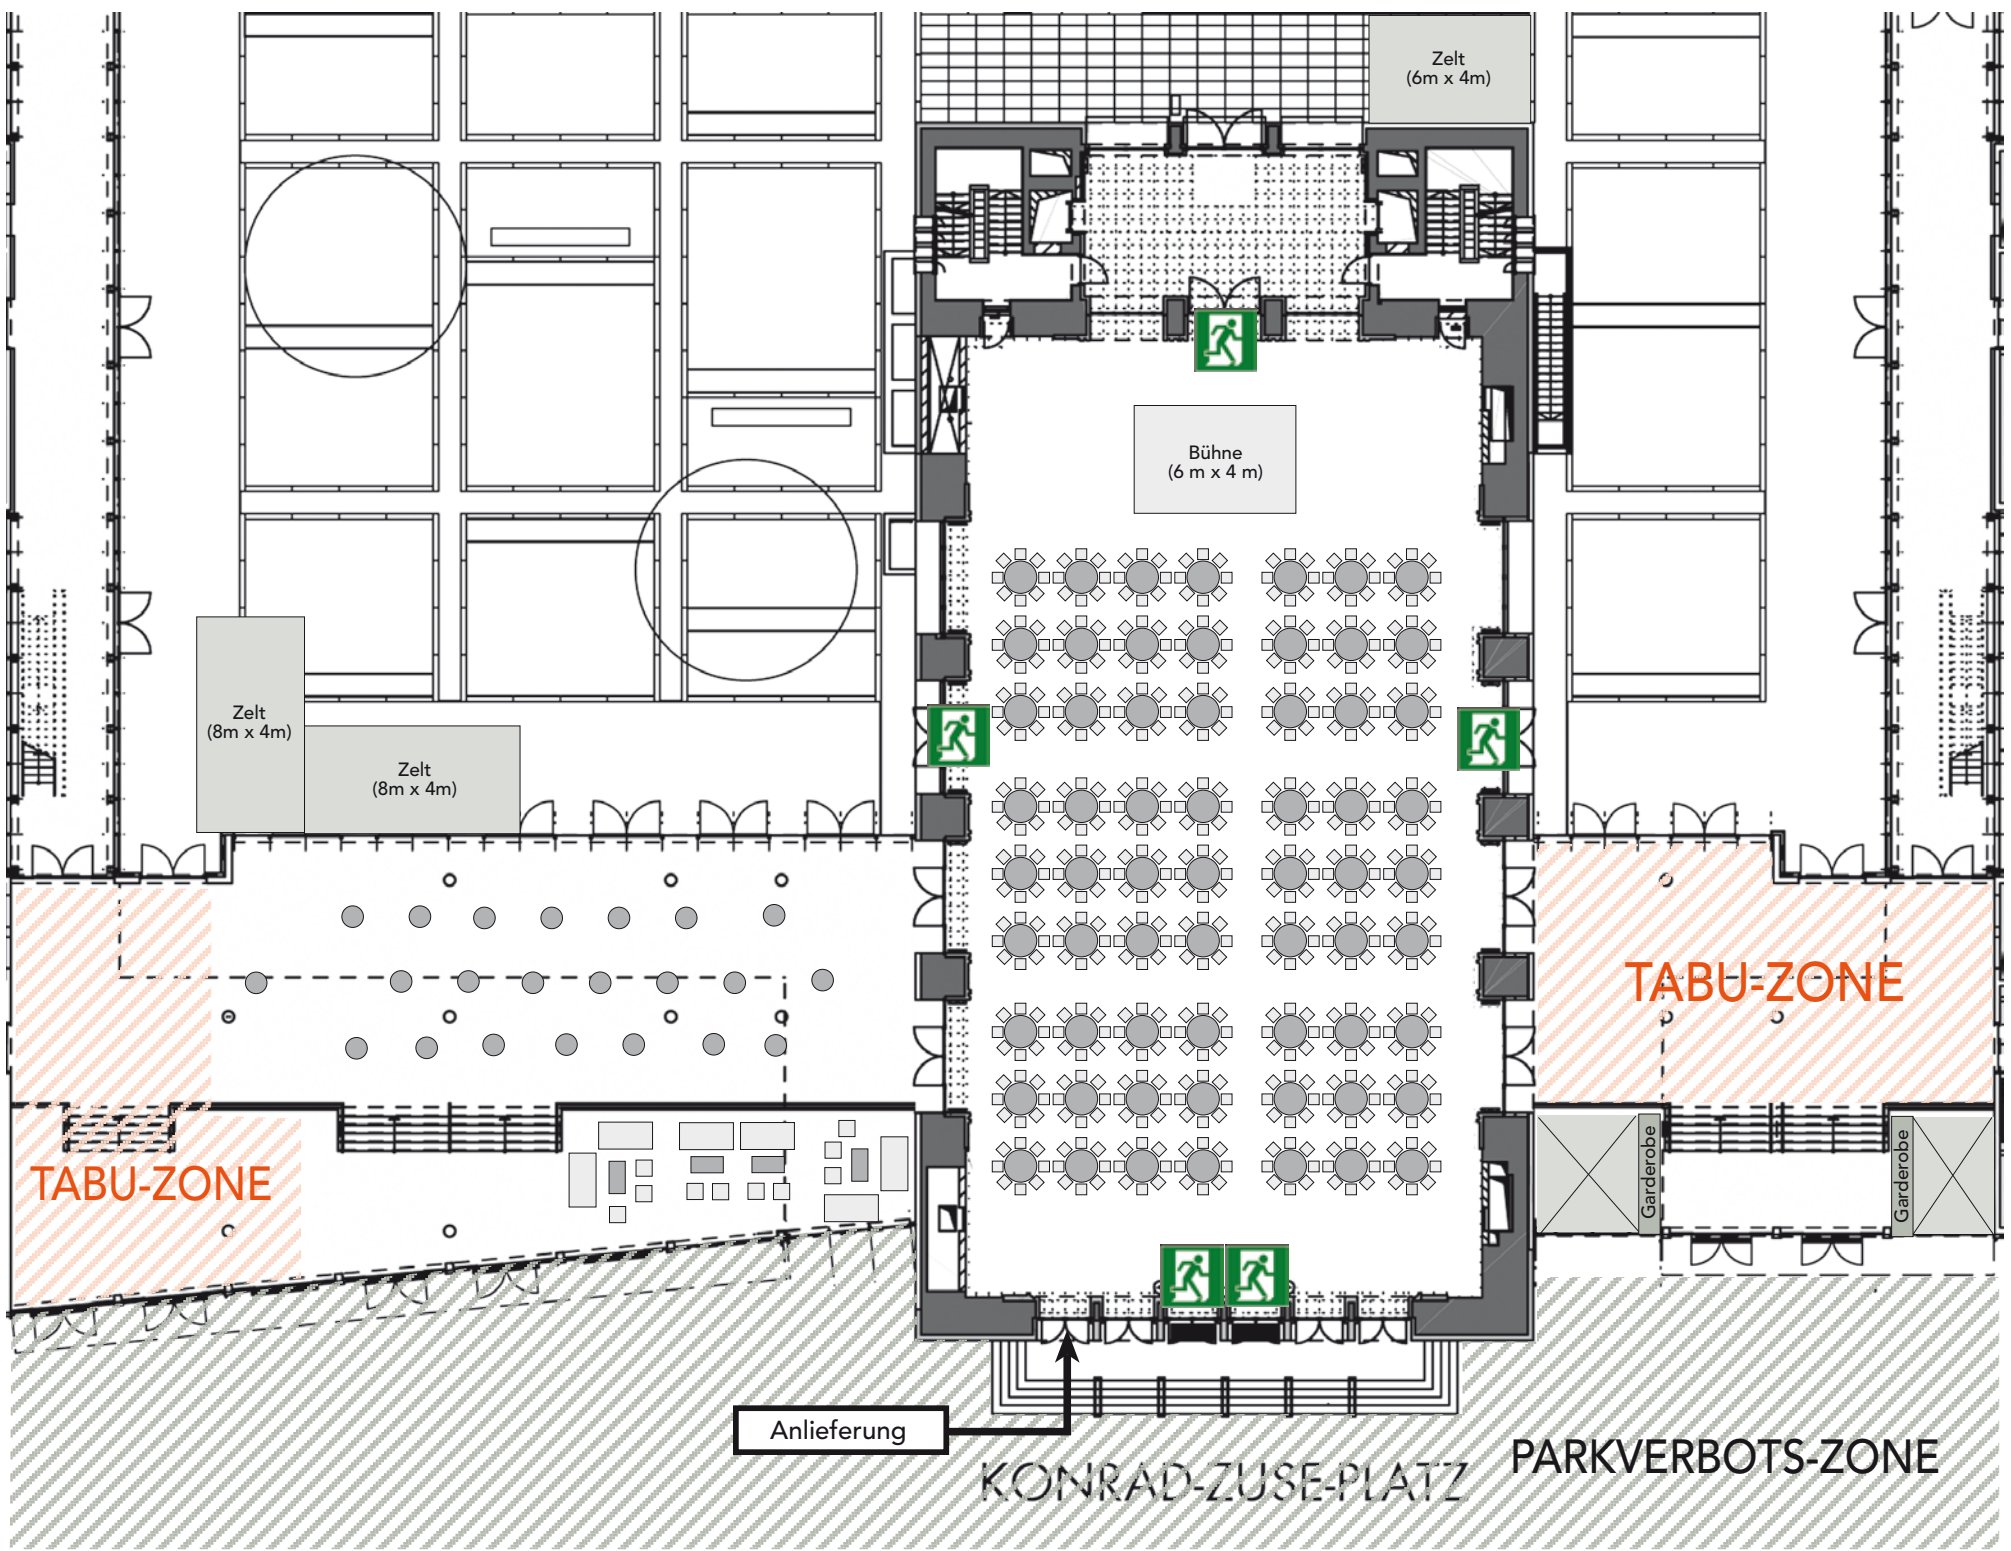 Zelt
(6m x 4m)
Bühne
(6 m x 4 m)
Zelt
(8m x 4m)
Zelt
(8m x 4m)
TABU-ZONE
TABU-ZONE
Garderobe
Garderobe
Anlieferung
KONRAD-ZUSE-PLATZ
PARKVERBOTS-ZONE